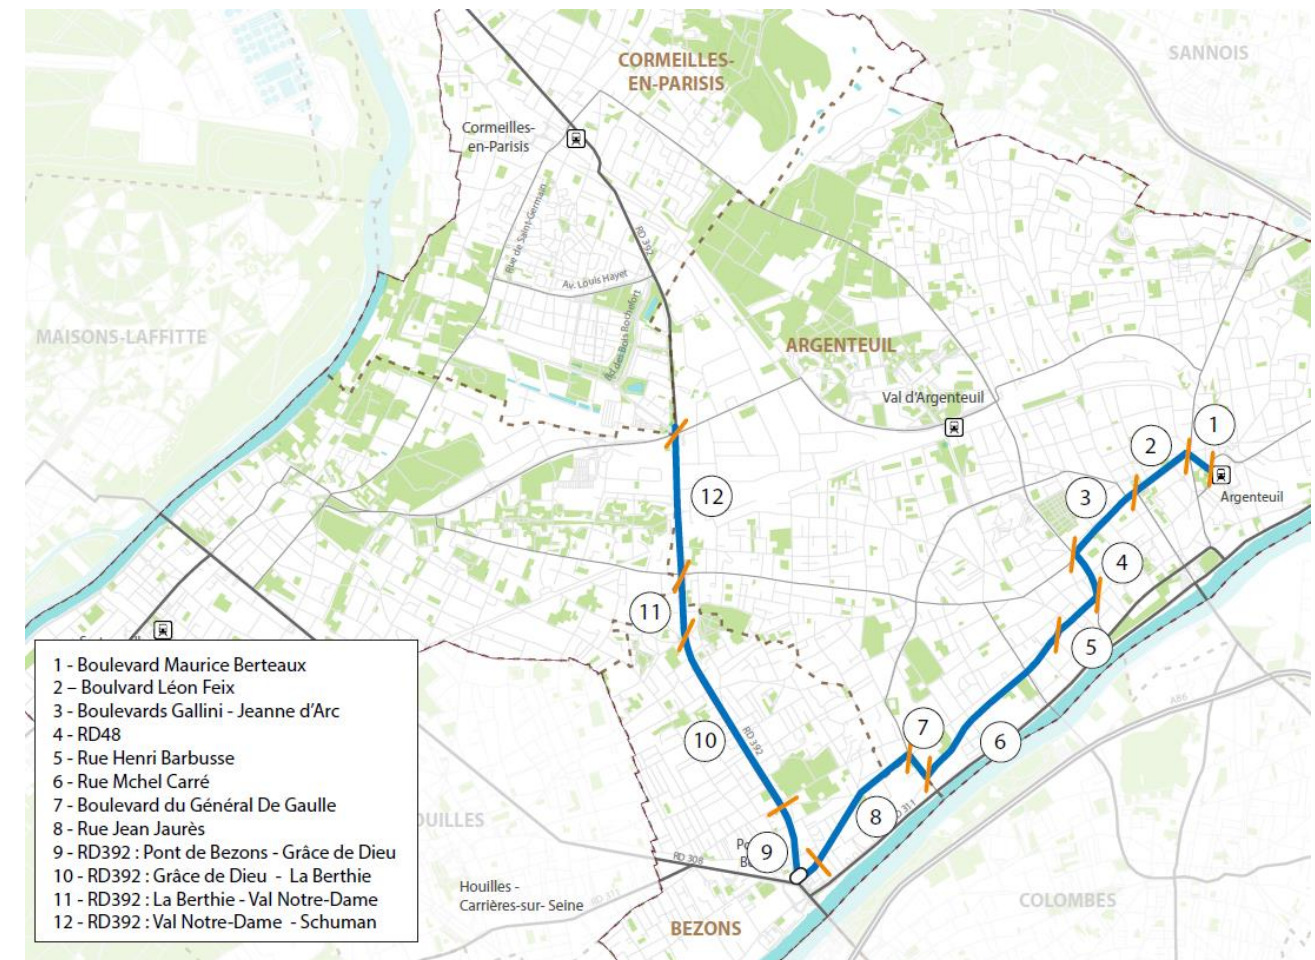 CORMEILLES-
EN-PARISIS
SANNOIS
Cormeilles-
en-Parisis
Rue de Saint-Germain
RD 392
Av. Louis Hayet
Bd des Bois Rochefort
MAISONS-LAFFITTE
ARGENTEUIL
Val d'Argenteuil
1
2
Argenteuil
3
12
4
11
5
1 - Boulevard Maurice Berteaux
2 – Boulvard Léon Feix
3 - Boulevards Gallini - Jeanne d'Arc
4 - RD48
5 - Rue Henri Barbusse
6 - Rue Mchel Carré
7 - Boulevard du Général De Gaulle
8 - Rue Jean Jaurès
9 - RD392 : Pont de Bezons - Grâce de Dieu
10 - RD392 : Grâce de Dieu - La Berthie
11 - RD392 : La Berthie - Val Notre-Dame
12 - RD392 : Val Notre-Dame - Schuman
A86
10
RD 392
7
6
8
RD 311
OUILLES
9
RD 308
Houilles -
Carrières-sur- Seine
RD 311
COLOMBES
BEZONS